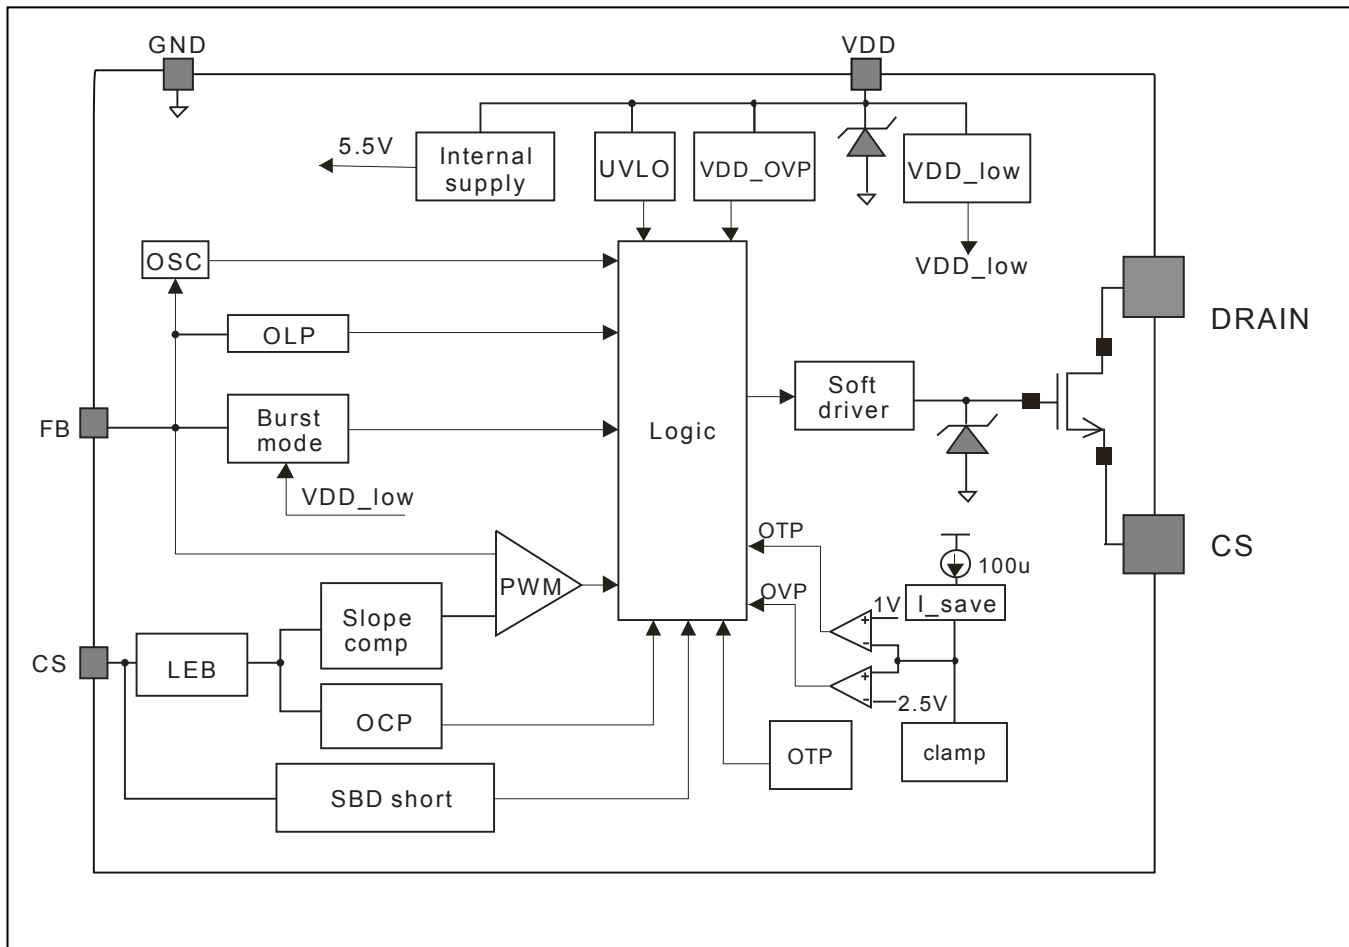 GND
VDD
5.5V
Internal
supply
UVLO
VDD_OVP
VDD_low
VDD_low
OSC
DRAIN
OLP
Soft
driver
Burst
mode
FB
Logic
VDD_low
OTP
CS
100u
PWM
OVP
1V
I_save
+
-
Slope
comp
CS
LEB
+
-
2.5V
OCP
OTP
clamp
SBD short